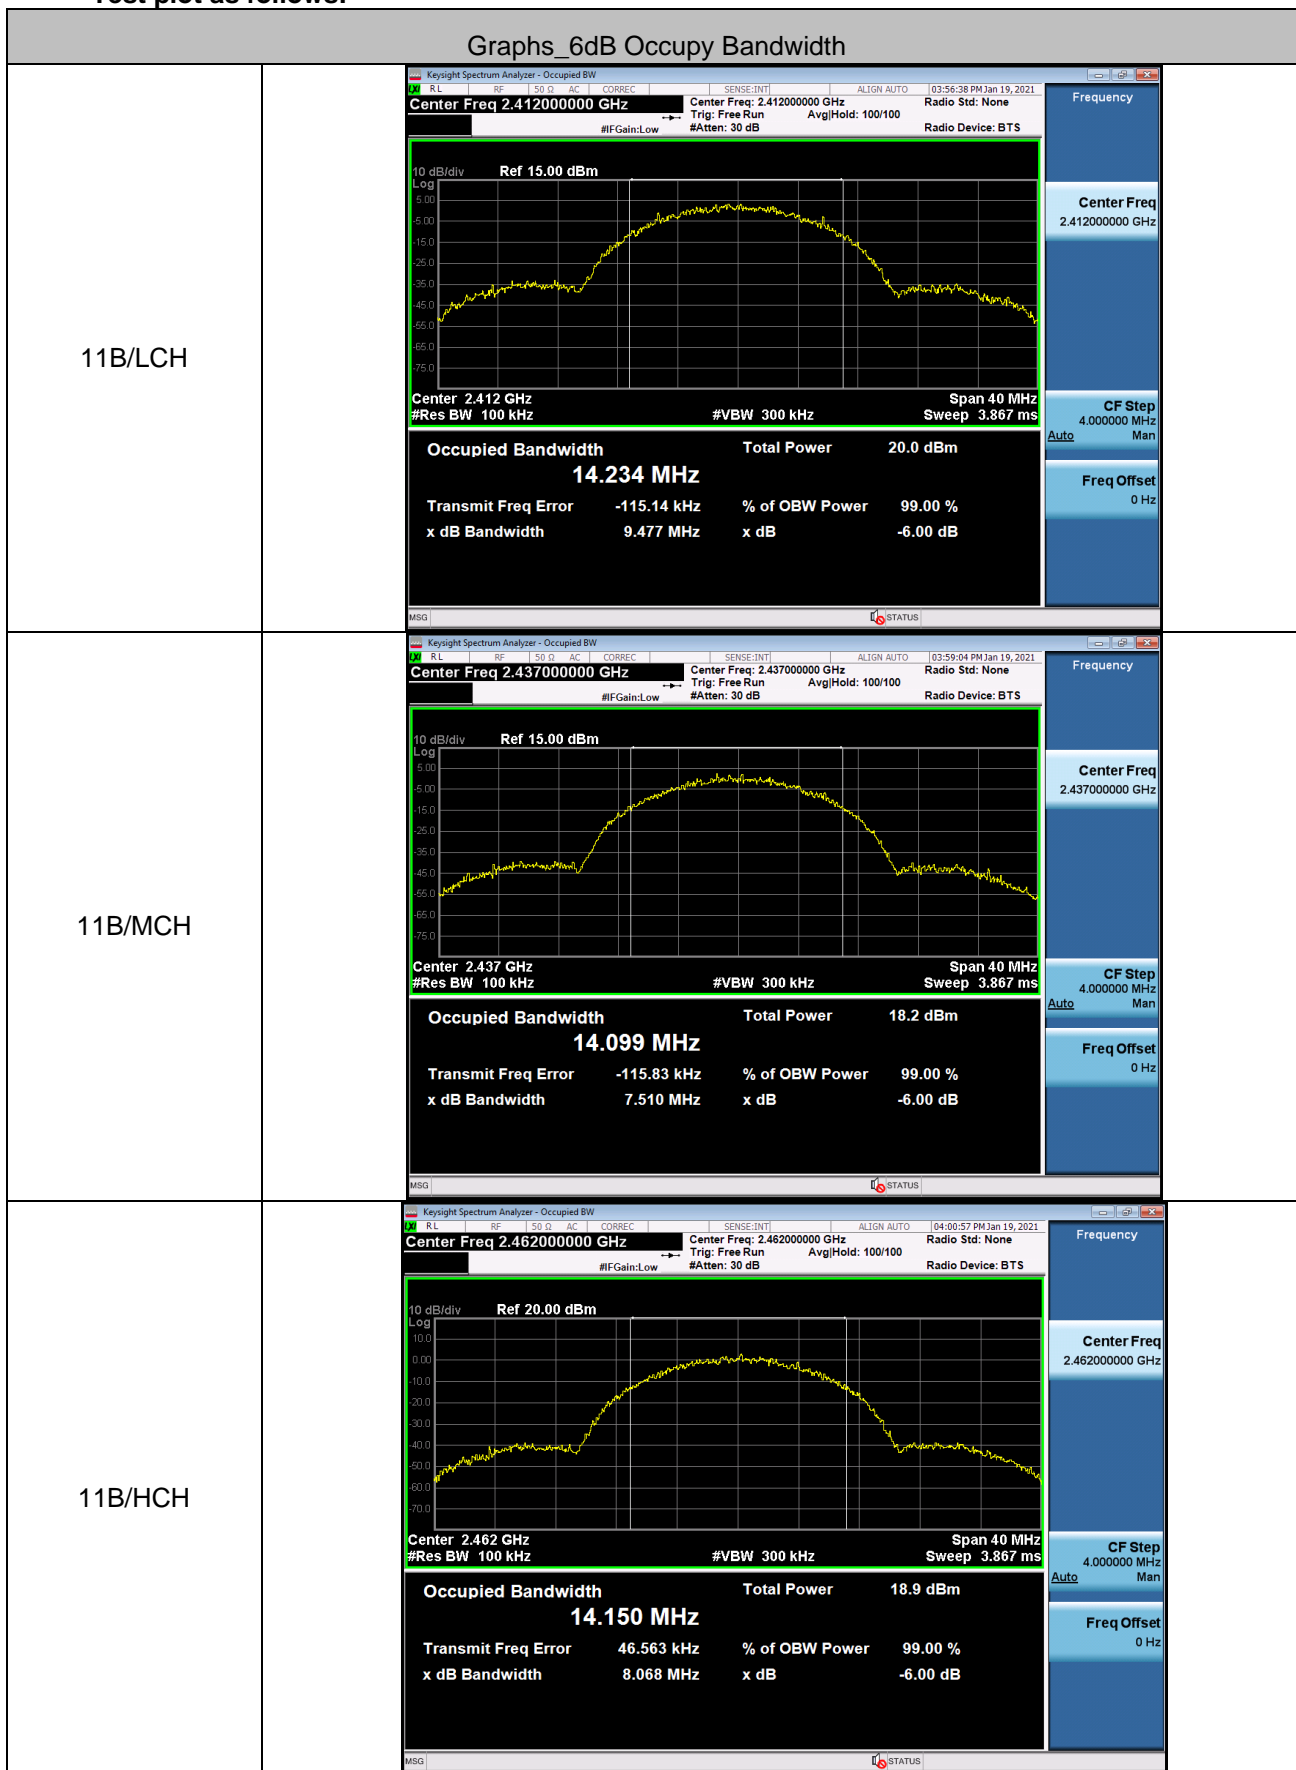 Test plot as follows:
Graphs_6dB Occupy Bandwidth
11B/LCH
Keysight Spectrum Analyzer - Occupied BW
LXI RL RF 50 Ω AC CORREC SENSE:INT ALIGN AUTO 03:56:38 PM Jan 19, 2021
Center Freq 2.412000000 GHz Center Freq: 2.412000000 GHz Radio Std: None
Trig: Free Run Avg|Hold: 100/100
#IFGain:Low #Atten: 30 dB Radio Device: BTS
10 dB/div Ref 15.00 dBm
Log
5.00
-5.00
-15.0
-25.0
-35.0
-45.0
-55.0
-65.0
-75.0
Center 2.412 GHz Span 40 MHz
#Res BW 100 kHz #VBW 300 kHz Sweep 3.867 ms
Occupied Bandwidth Total Power 20.0 dBm
14.234 MHz
Transmit Freq Error -115.14 kHz % of OBW Power 99.00 %
x dB Bandwidth 9.477 MHz x dB -6.00 dB
MSG STATUS
Frequency
Center Freq
2.412000000 GHz
CF Step
4.000000 MHz
Auto Man
Freq Offset
0 Hz
11B/MCH
Keysight Spectrum Analyzer - Occupied BW
LXI RL RF 50 Ω AC CORREC SENSE:INT ALIGN AUTO 03:59:04 PM Jan 19, 2021
Center Freq 2.437000000 GHz Center Freq: 2.437000000 GHz Radio Std: None
Trig: Free Run Avg|Hold: 100/100
#IFGain:Low #Atten: 30 dB Radio Device: BTS
10 dB/div Ref 15.00 dBm
Log
5.00
-5.00
-15.0
-25.0
-35.0
-45.0
-55.0
-65.0
-75.0
Center 2.437 GHz Span 40 MHz
#Res BW 100 kHz #VBW 300 kHz Sweep 3.867 ms
Occupied Bandwidth Total Power 18.2 dBm
14.099 MHz
Transmit Freq Error -115.83 kHz % of OBW Power 99.00 %
x dB Bandwidth 7.510 MHz x dB -6.00 dB
MSG STATUS
Frequency
Center Freq
2.437000000 GHz
CF Step
4.000000 MHz
Auto Man
Freq Offset
0 Hz
11B/HCH
Keysight Spectrum Analyzer - Occupied BW
LXI RL RF 50 Ω AC CORREC SENSE:INT ALIGN AUTO 04:00:57 PM Jan 19, 2021
Center Freq 2.462000000 GHz Center Freq: 2.462000000 GHz Radio Std: None
Trig: Free Run Avg|Hold: 100/100
#IFGain:Low #Atten: 30 dB Radio Device: BTS
10 dB/div Ref 20.00 dBm
Log
10.0
0.00
-10.0
-20.0
-30.0
-40.0
-50.0
-60.0
-70.0
Center 2.462 GHz Span 40 MHz
#Res BW 100 kHz #VBW 300 kHz Sweep 3.867 ms
Occupied Bandwidth Total Power 18.9 dBm
14.150 MHz
Transmit Freq Error 46.563 kHz % of OBW Power 99.00 %
x dB Bandwidth 8.068 MHz x dB -6.00 dB
MSG STATUS
Frequency
Center Freq
2.462000000 GHz
CF Step
4.000000 MHz
Auto Man
Freq Offset
0 Hz